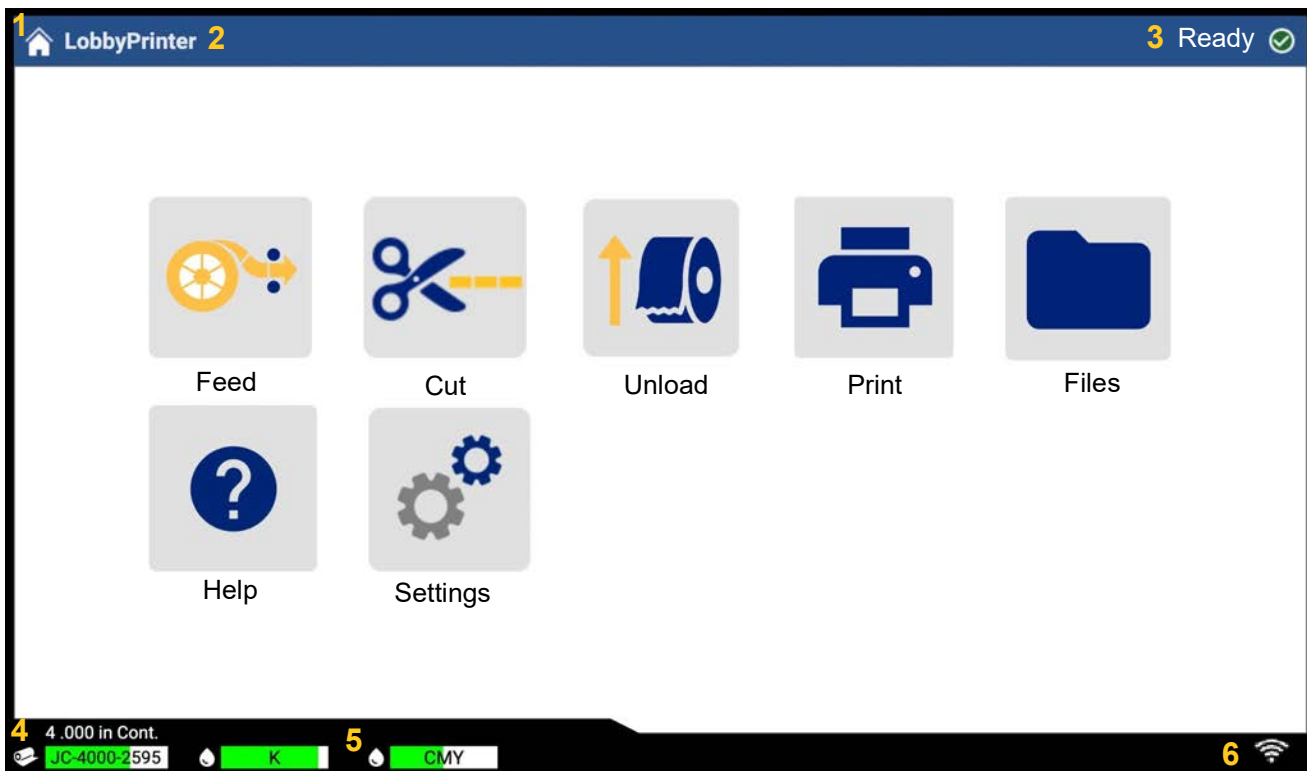 1 LobbyPrinter 2
3 Ready
Feed Cut Unload Print Files
Help Settings
4 4 .000 in Cont.
JC-4000-2595 K 5 CMY 6